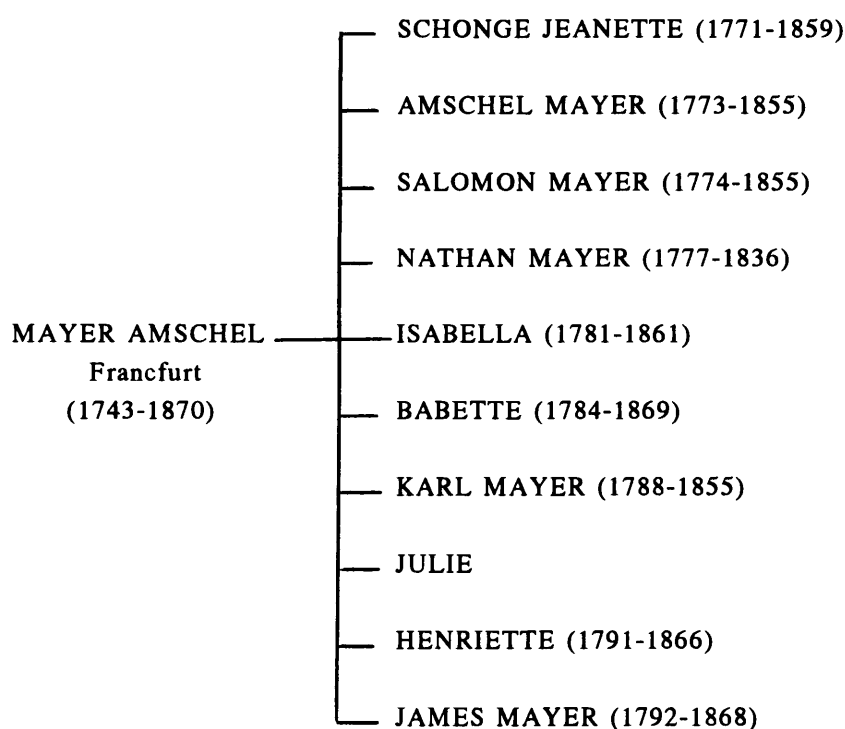 SCHONGE JEANETTE (1771-1859)
AMSCHEL MAYER (1773-1855)
SALOMON MAYER (1774-1855)
NATHAN MAYER (1777-1836)
MAYER AMSCHEL
Francfurt
(1743-1870)
ISABELLA (1781-1861)
BABETTE (1784-1869)
KARL MAYER (1788-1855)
JULIE
HENRIETTE (1791-1866)
JAMES MAYER (1792-1868)